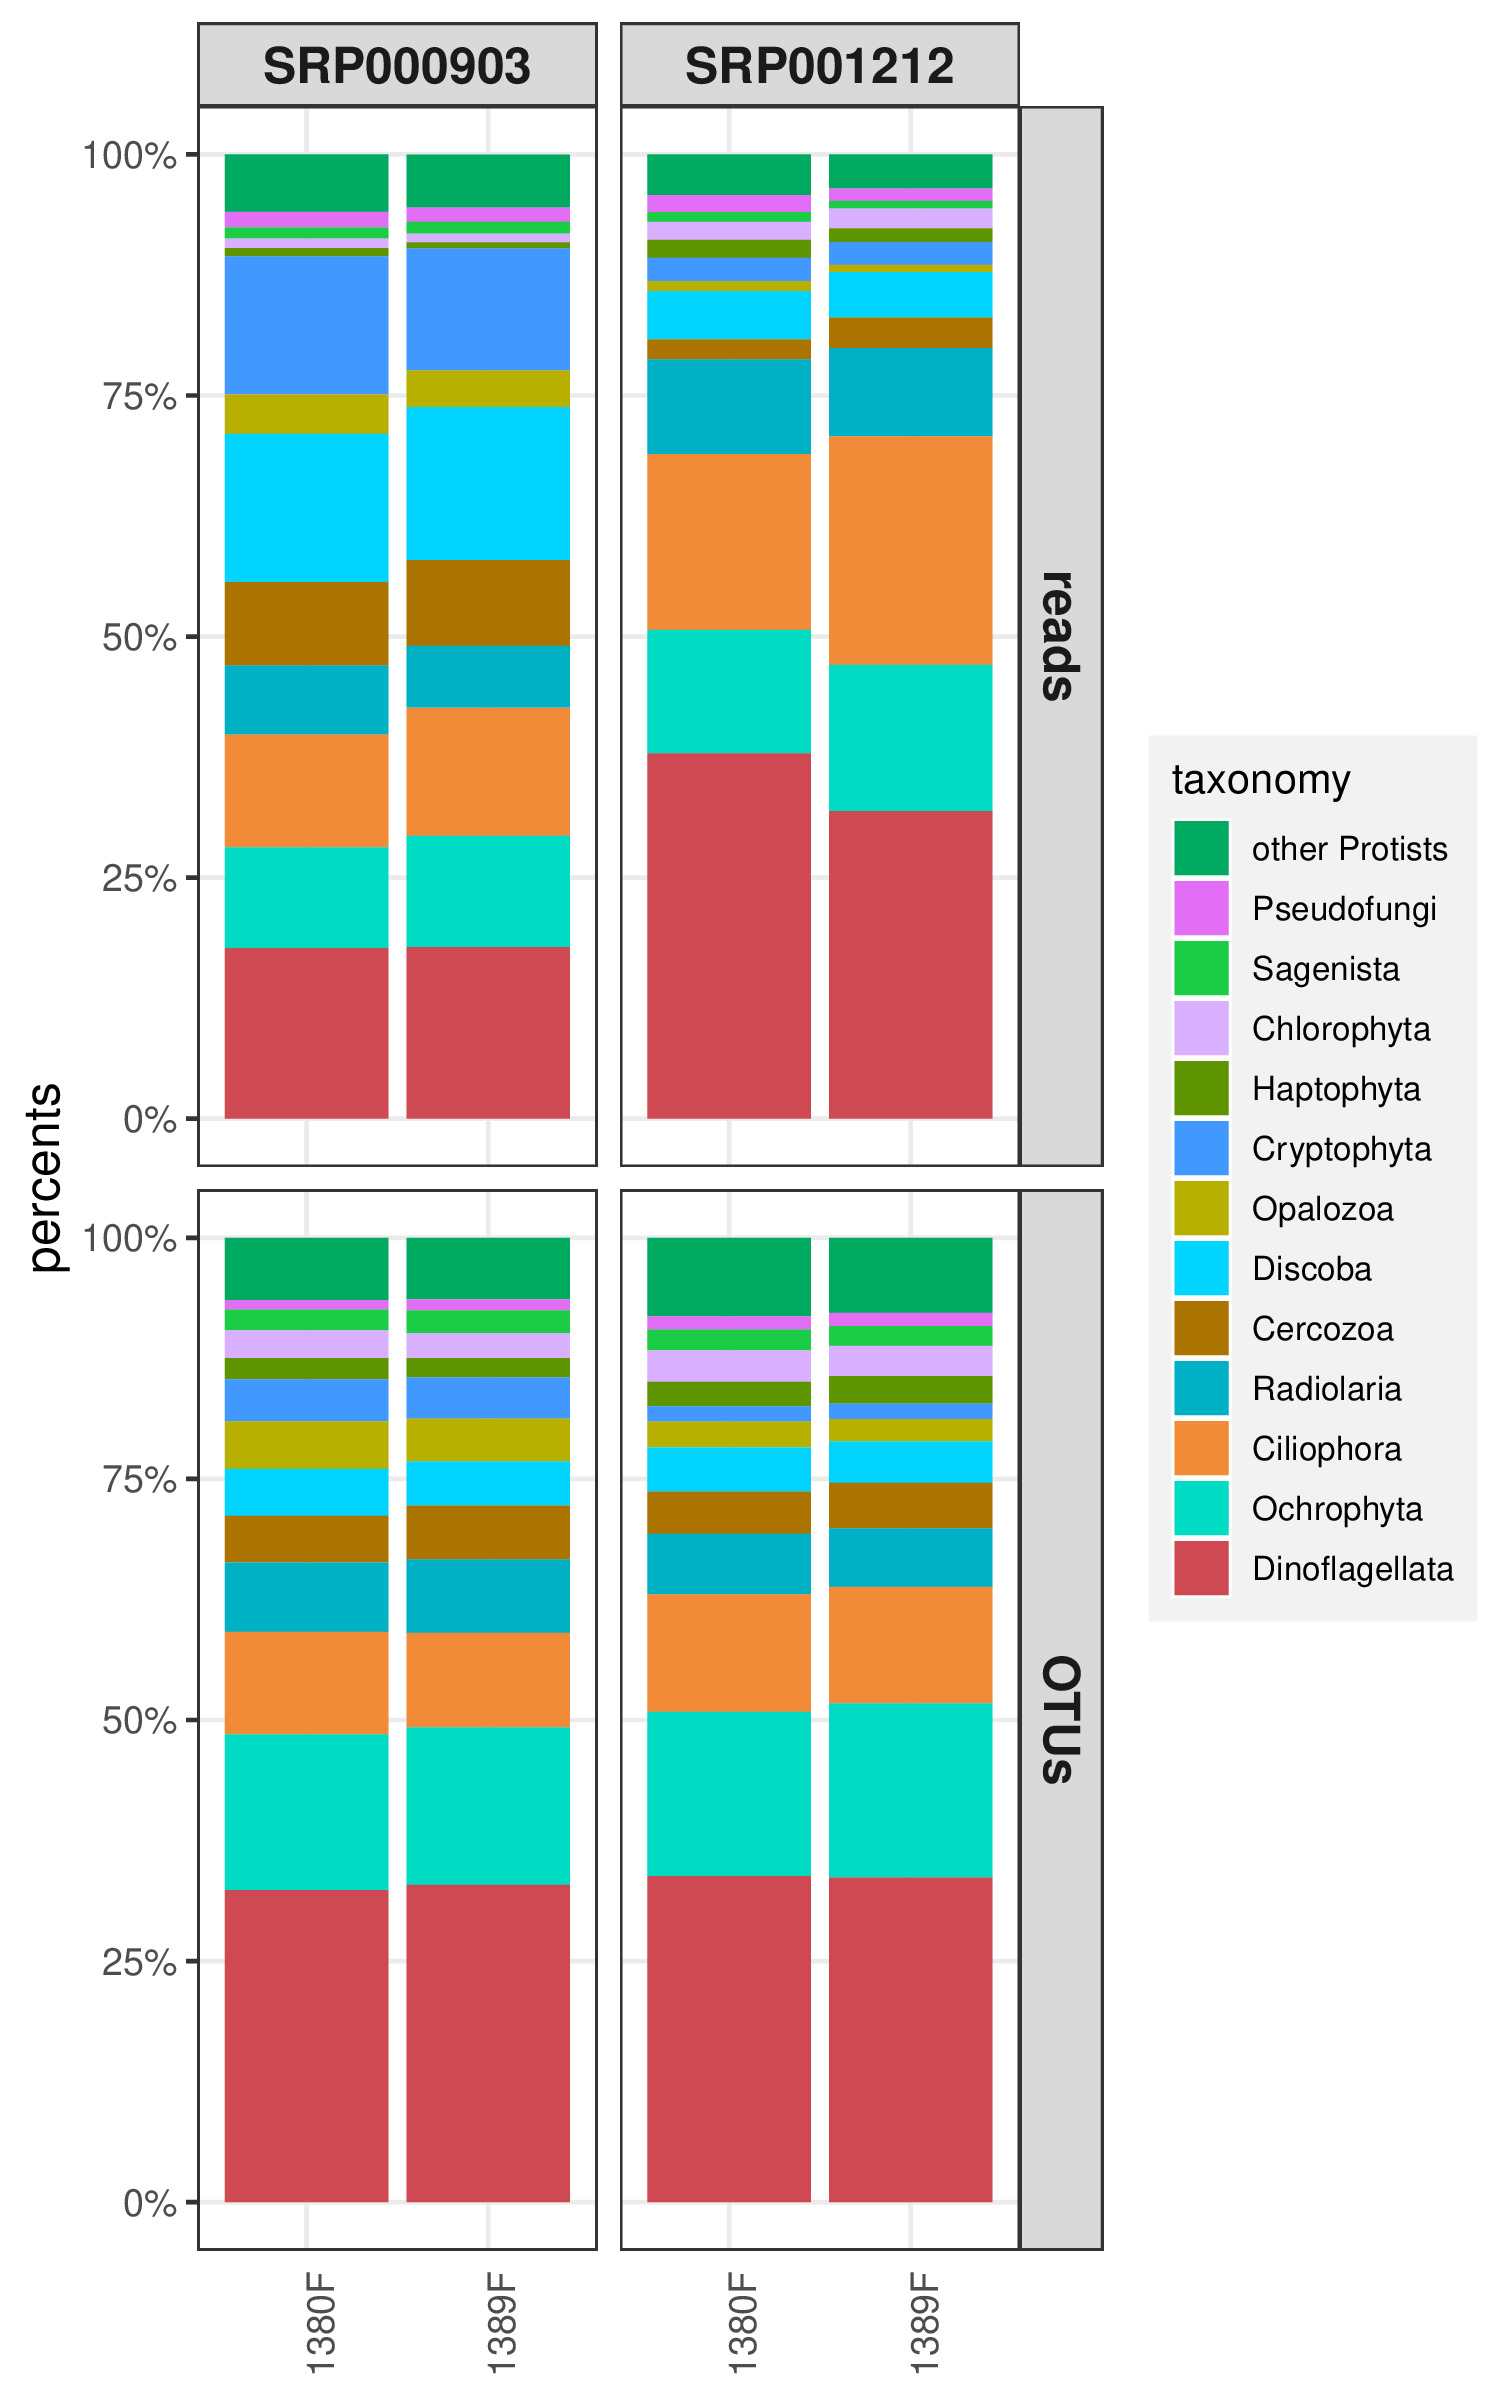 SRP000903
SRP001212
100%
75%
50%
25%
0%
reads
percents
100%
75%
50%
25%
0%
OTUs
1380F
1389F
1380F
1389F
taxonomy
other Protists
Pseudofungi
Sagenista
Chlorophyta
Haptophyta
Cryptophyta
Opalozoa
Discoba
Cercozoa
Radiolaria
Ciliophora
Ochrophyta
Dinoflagellata